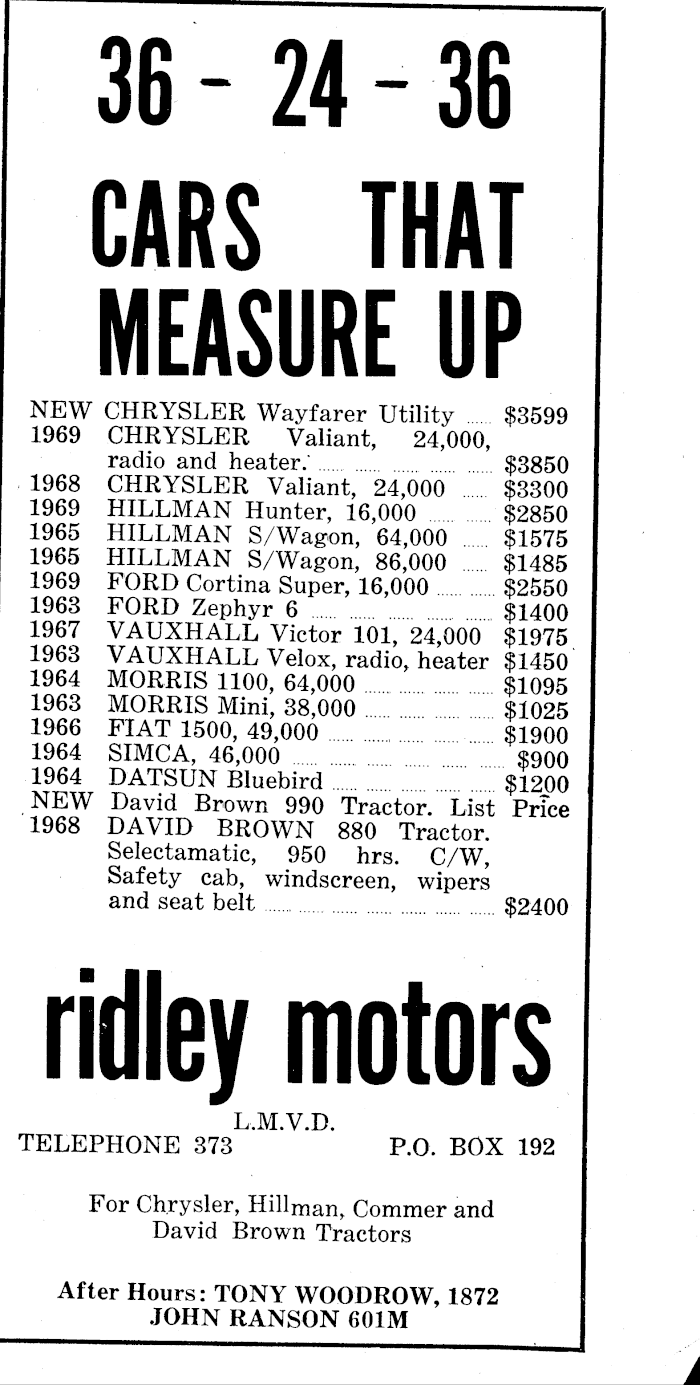 36 - 24 - 36
CARS THAT
MEASURE UP
NEW CHRYSLER Wayfarer Utility ...... $3599
1969 CHRYSLER Valiant, 24,000,
radio and heater. ...... ...... ...... ...... ...... $3850
1968 CHRYSLER Valiant, 24,000 ...... $3300
1969 HILLMAN Hunter, 16,000 ...... ...... $2850
1965 HILLMAN S/Wagon, 64,000 ...... $1575
1965 HILLMAN S/Wagon, 86,000 ...... $1485
1969 FORD Cortina Super, 16,000 ...... ...... $2550
1963 FORD Zephyr 6 ...... ...... ...... ...... ...... $1400
1967 VAUXHALL Victor 101, 24,000 $1975
1963 VAUXHALL Velox, radio, heater $1450
1964 MORRIS 1100, 64,000 ...... ...... ...... ...... $1095
1963 MORRIS Mini, 38,000 ...... ...... ...... ...... $1025
1966 FIAT 1500, 49,000 ...... ...... ...... ...... ...... $1900
1964 SIMCA, 46,000 ...... ...... ...... ...... ...... ...... $900
1964 DATSUN Bluebird ...... ...... ...... ...... ...... $1200
NEW David Brown 990 Tractor. List Price
1968 DAVID BROWN 880 Tractor.
Selectamatic, 950 hrs. C/W,
Safety cab, windscreen, wipers
and seat belt ...... ...... ...... ...... ...... ...... ...... $2400
ridley motors
L.M.V.D.
TELEPHONE 373 P.O. BOX 192
For Chrysler, Hillman, Commer and
David Brown Tractors
After Hours: TONY WOODROW, 1872
JOHN RANSON 601M